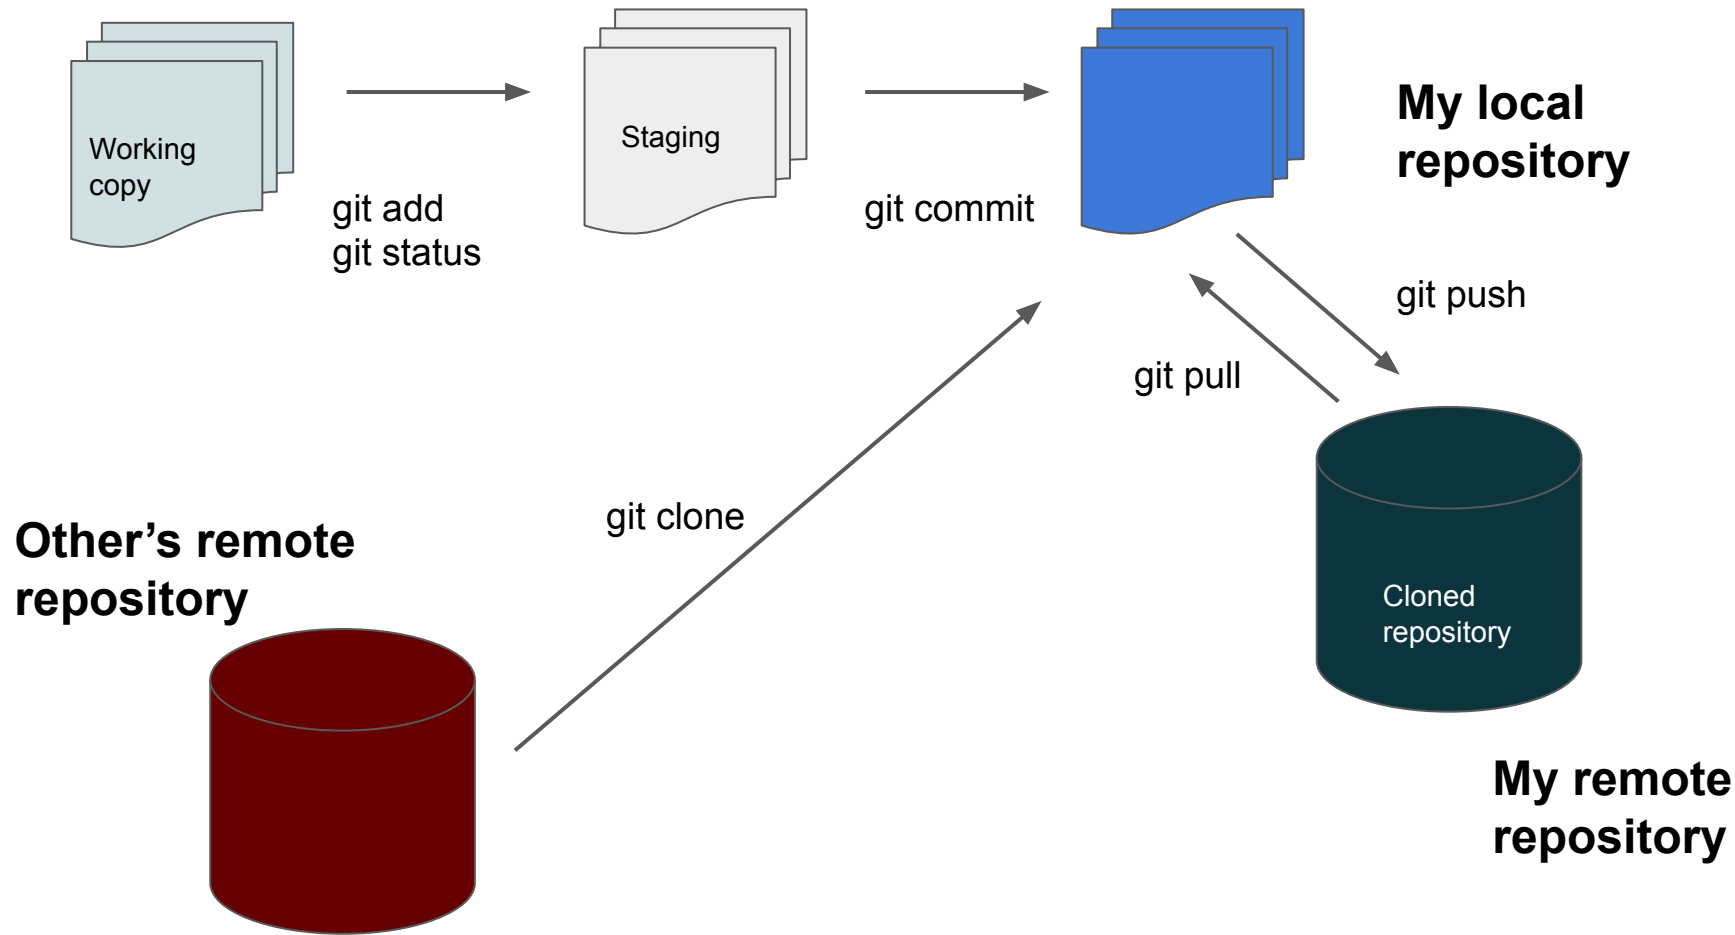 Working
copy
git add
git status
Staging
git commit
My local
repository
git push
git pull
git clone
Other’s remote
repository
Cloned
repository
My remote
repository